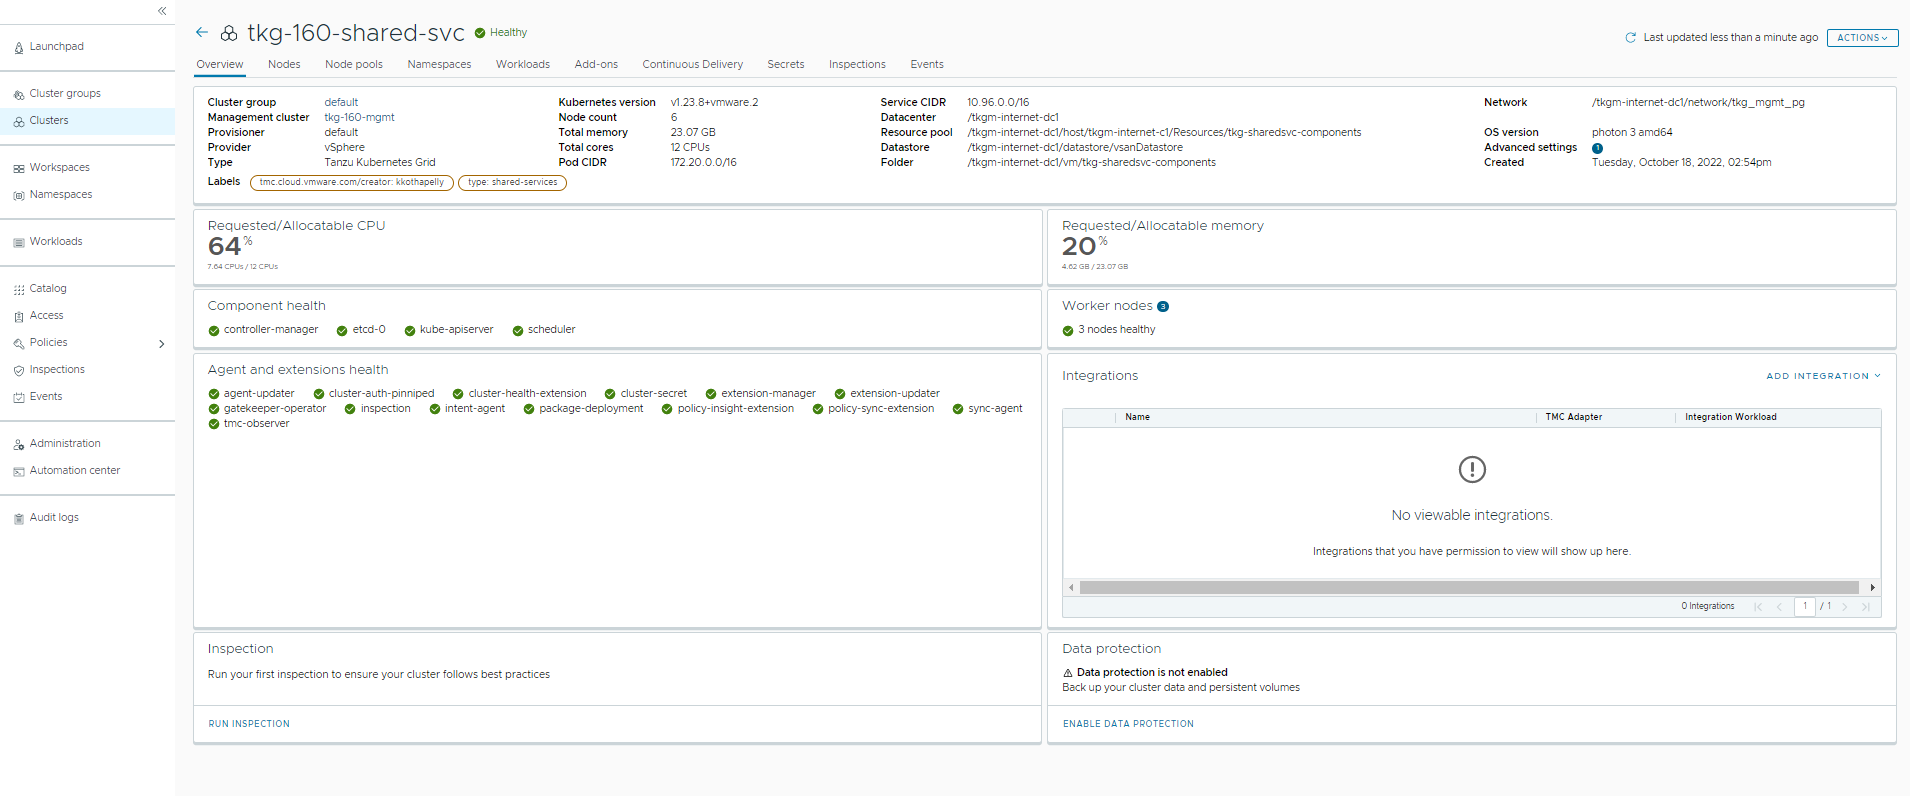 «
Launchpad
Cluster groups
Clusters
Workspaces
Namespaces
Workloads
Catalog
Access
Policies
Inspections
Events
Administration
Automation center
Audit logs
tkg-160-shared-svc Healthy
Last updated less than a minute ago ACTIONS
Overview Nodes Node pools Namespaces Workloads Add-ons Continuous Delivery Secrets Inspections Events
Cluster group default Kubernetes version v1.23.8+vmware.2 Service CIDR 10.96.0.0/16 Network /tkgm-internet-dc1/network/tkg_mgmt_pg
Management cluster tkg-160-mgmt Node count 6 Datacenter /tkgm-internet-dc1
Provisioner default Total memory 23.07 GB Resource pool /tkgm-internet-dc1/host/tkgm-internet-c1/Resources/tkg-sharedsvc-components OS version photon 3 amd64
Provider vSphere Total cores 12 CPUs Datastore /tkgm-internet-dc1/datastore/vsanDatastore Advanced settings 1
Type Tanzu Kubernetes Grid Pod CIDR 172.20.0.0/16 Folder /tkgm-internet-dc1/vm/tkg-sharedsvc-components Created Tuesday, October 18, 2022, 02:54pm
Labels tmc.cloud.vmware.com/creator: kkothapelly type: shared-services
Requested/Allocatable CPU
64%
7.64 CPUs / 12 CPUs
Requested/Allocatable memory
20%
4.62 GB / 23.07 GB
Component health
controller-manager etcd-0 kube-apiserver scheduler
Worker nodes 3
3 nodes healthy
Agent and extensions health
agent-updater cluster-auth-pinniped cluster-health-extension cluster-secret extension-manager extension-updater
gatekeeper-operator inspection intent-agent package-deployment policy-insight-extension policy-sync-extension sync-agent
tmc-observer
Integrations
ADD INTEGRATION
Name TMC Adapter Integration Workload
No viewable integrations.
Integrations that you have permission to view will show up here.
0 Integrations 1 / 1
Inspection
Run your first inspection to ensure your cluster follows best practices
RUN INSPECTION
Data protection
Data protection is not enabled
Back up your cluster data and persistent volumes
ENABLE DATA PROTECTION